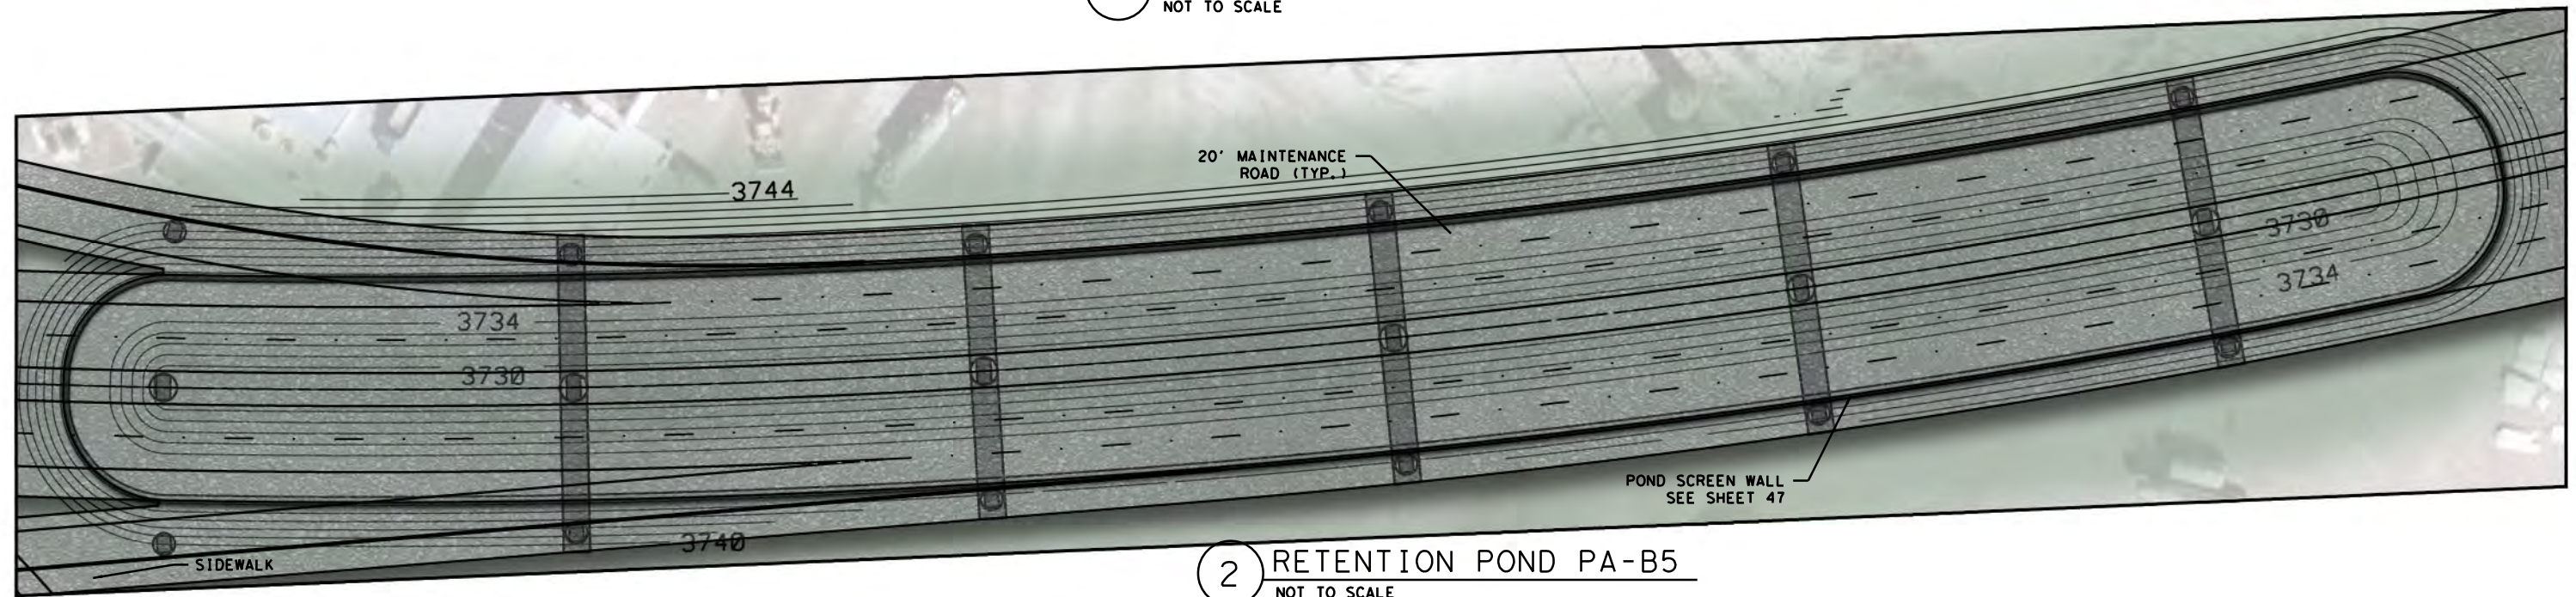 NOT TO SCALE
3744
20' MAINTENANCE
ROAD (TYP.)
3730
3734
3734
3730
POND SCREEN WALL
SEE SHEET 47
3740
SIDEWALK
2 RETENTION POND PA-B5
NOT TO SCALE